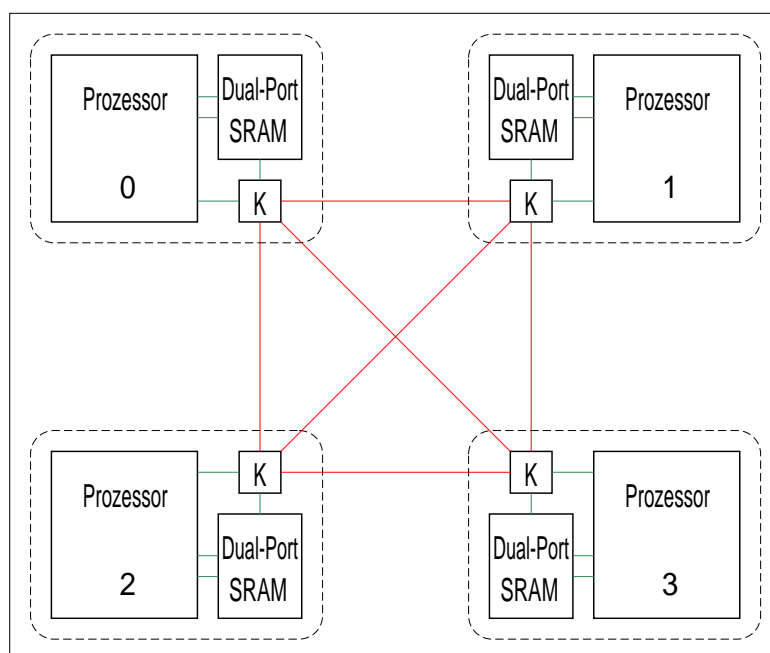 Prozessor
0
Dual-Port
SRAM
K
Dual-Port
SRAM
K
Prozessor
1
Prozessor
2
K
Dual-Port
SRAM
K
Dual-Port
SRAM
Prozessor
3